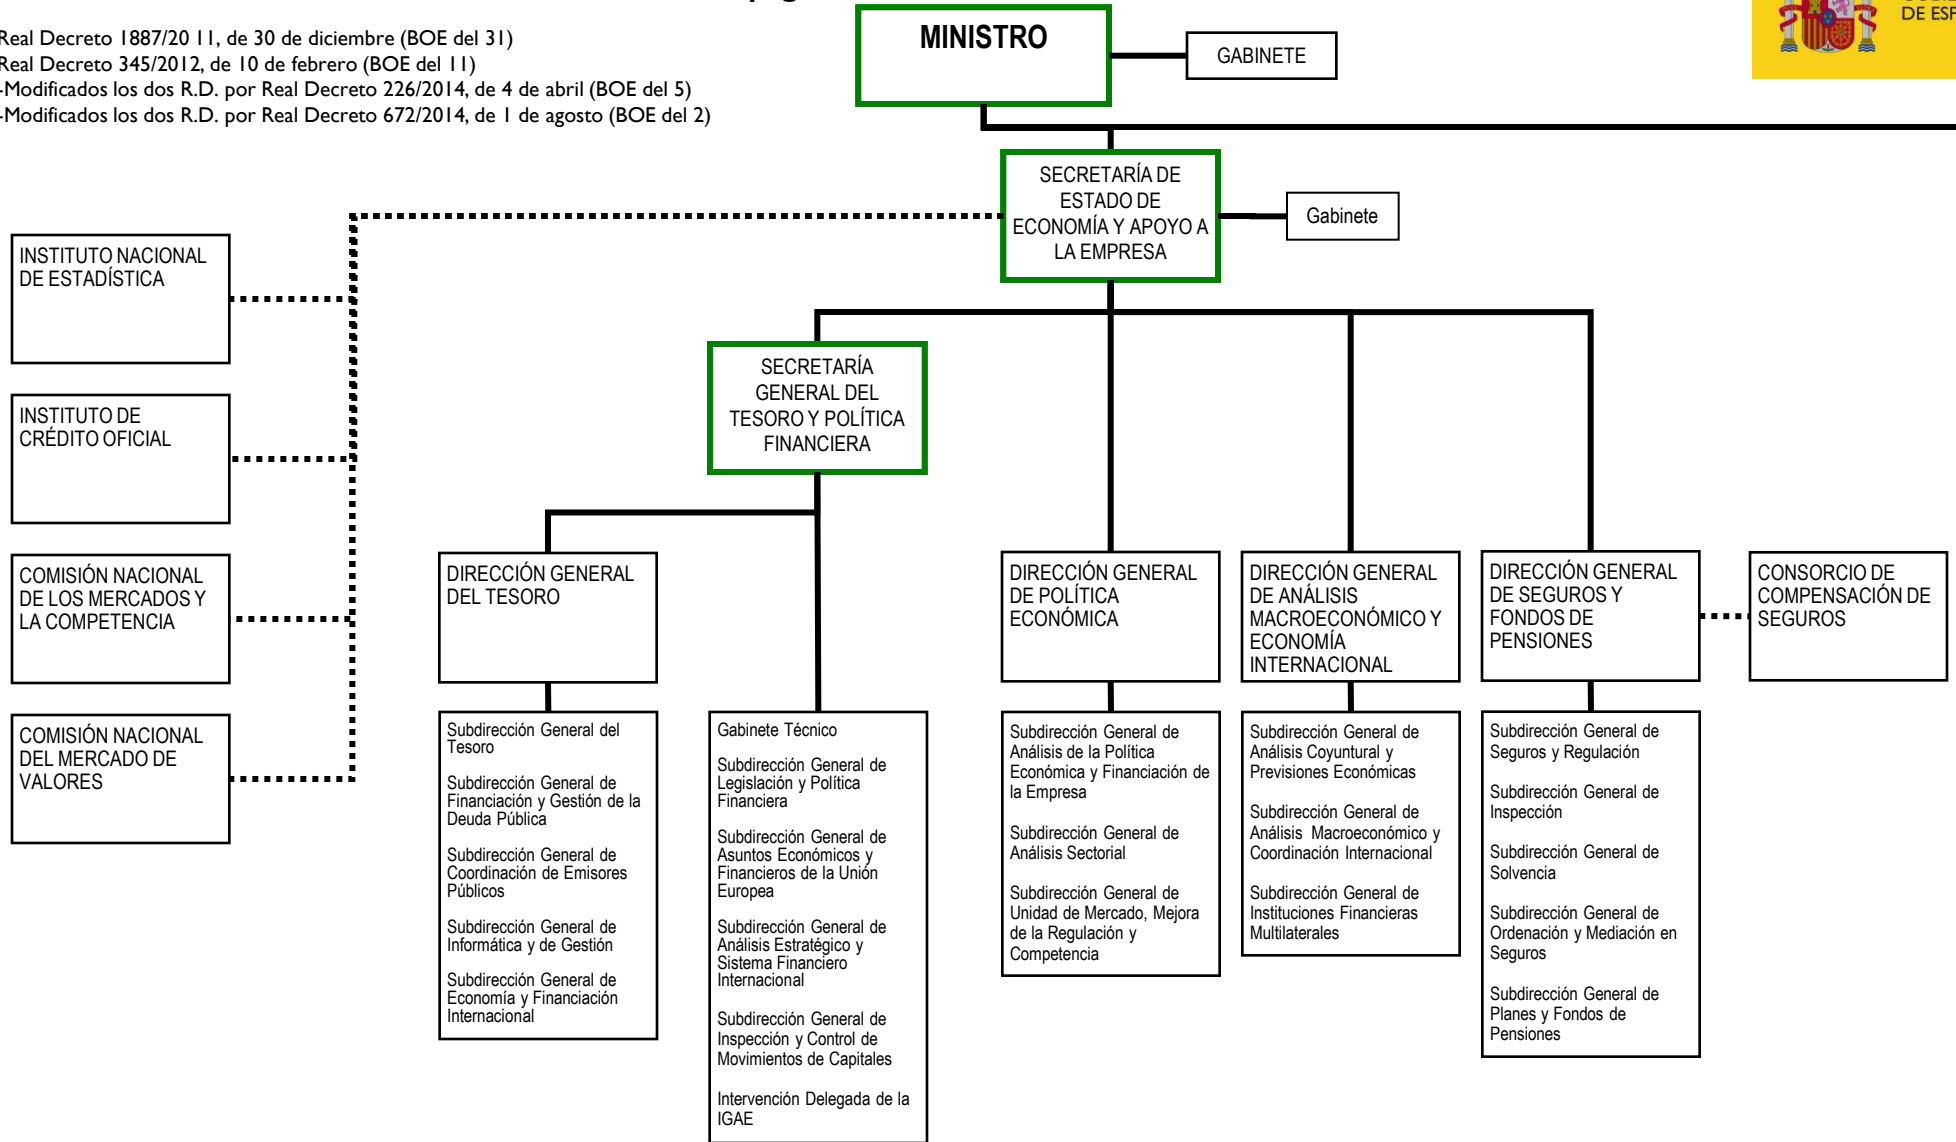 Real Decreto 1887/20 11, de 30 de diciembre (BOE del 31)
Real Decreto 345/2012, de 10 de febrero (BOE del 11)
-Modificados los dos R.D. por Real Decreto 226/2014, de 4 de abril (BOE del 5)
-Modificados los dos R.D. por Real Decreto 672/2014, de 1 de agosto (BOE del 2)
MINISTRO
GABINETE
SECRETARÍA DE
ESTADO DE
ECONOMÍA Y APOYO A
LA EMPRESA
Gabinete
INSTITUTO NACIONAL
DE ESTADÍSTICA
INSTITUTO DE
CRÉDITO OFICIAL
COMISIÓN NACIONAL
DE LOS MERCADOS Y
LA COMPETENCIA
COMISIÓN NACIONAL
DEL MERCADO DE
VALORES
SECRETARÍA
GENERAL DEL
TESORO Y POLÍTICA
FINANCIERA
DIRECCIÓN GENERAL
DEL TESORO
DIRECCIÓN GENERAL
DE POLÍTICA
ECONÓMICA
DIRECCIÓN GENERAL
DE ANÁLISIS
MACROECONÓMICO Y
ECONOMÍA
INTERNACIONAL
DIRECCIÓN GENERAL
DE SEGUROS Y
FONDOS DE
PENSIONES
CONSORCIO DE
COMPENSACIÓN DE
SEGUROS
Subdirección General del
Tesoro
Subdirección General de
Financiación y Gestión de la
Deuda Pública
Subdirección General de
Coordinación de Emisores
Públicos
Subdirección General de
Informática y de Gestión
Subdirección General de
Economía y Financiación
Internacional
Gabinete Técnico
Subdirección General de
Legislación y Política
Financiera
Subdirección General de
Asuntos Económicos y
Financieros de la Unión
Europea
Subdirección General de
Análisis Estratégico y
Sistema Financiero
Internacional
Subdirección General de
Inspección y Control de
Movimientos de Capitales
Intervención Delegada de la
IGAE
Subdirección General de
Análisis de la Política
Económica y Financiación de
la Empresa
Subdirección General de
Análisis Sectorial
Subdirección General de
Unidad de Mercado, Mejora
de la Regulación y
Competencia
Subdirección General de
Análisis Coyuntural y
Previsiones Económicas
Subdirección General de
Análisis Macroeconómico y
Coordinación Internacional
Subdirección General de
Instituciones Financieras
Multilaterales
Subdirección General de
Seguros y Regulación
Subdirección General de
Inspección
Subdirección General de
Solvencia
Subdirección General de
Ordenación y Mediación en
Seguros
Subdirección General de
Planes y Fondos de
Pensiones
DE ESP